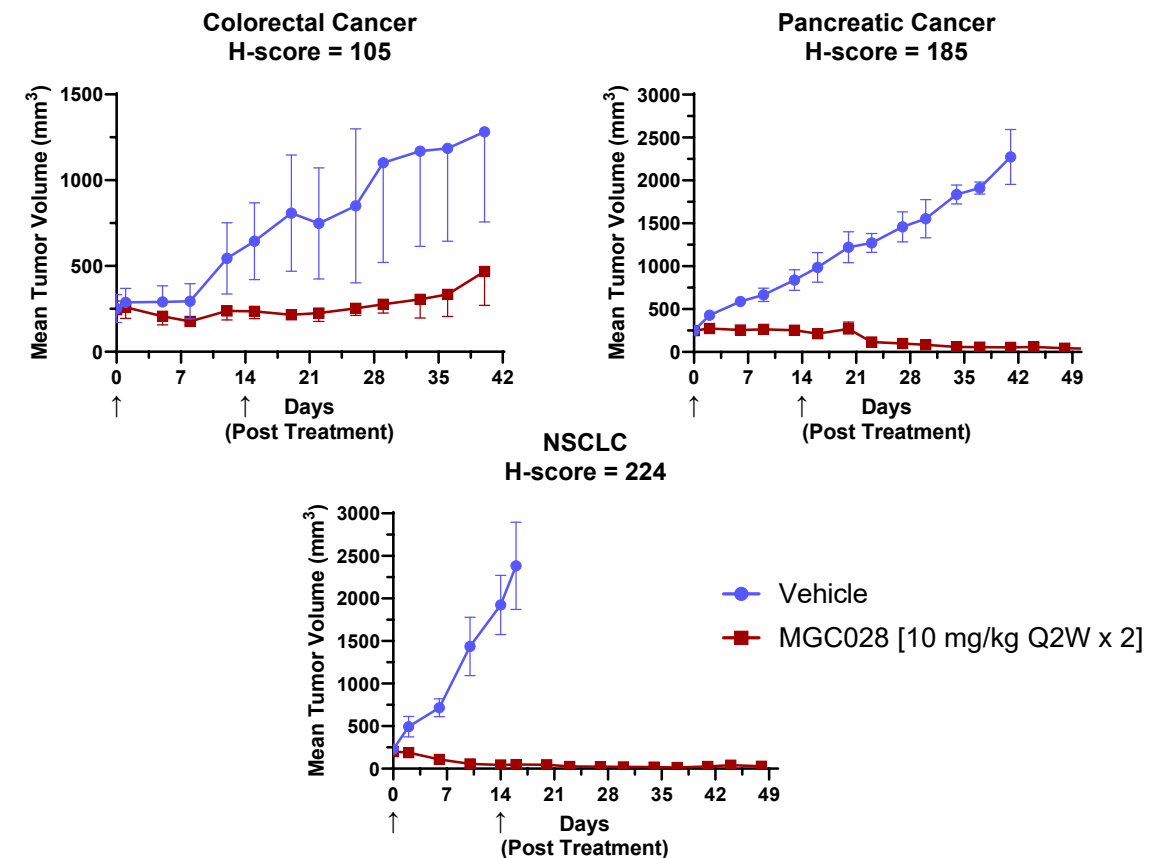 Colorectal Cancer
H-score = 105
Mean Tumor Volume (mm³)
1500
1000
500
0
0 7 14 21 28 35 42
↑ ↑ Days
(Post Treatment)
Pancreatic Cancer
H-score = 185
Mean Tumor Volume (mm³)
3000
2500
2000
1500
1000
500
0
0 7 14 21 28 35 42 49
↑ ↑ Days
(Post Treatment)
NSCLC
H-score = 224
Mean Tumor Volume (mm³)
3000
2500
2000
1500
1000
500
0
0 7 14 21 28 35 42 49
↑ ↑ Days
(Post Treatment)
Vehicle
MGC028 [10 mg/kg Q2W x 2]